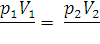 p₁V₁ = p₂V₂